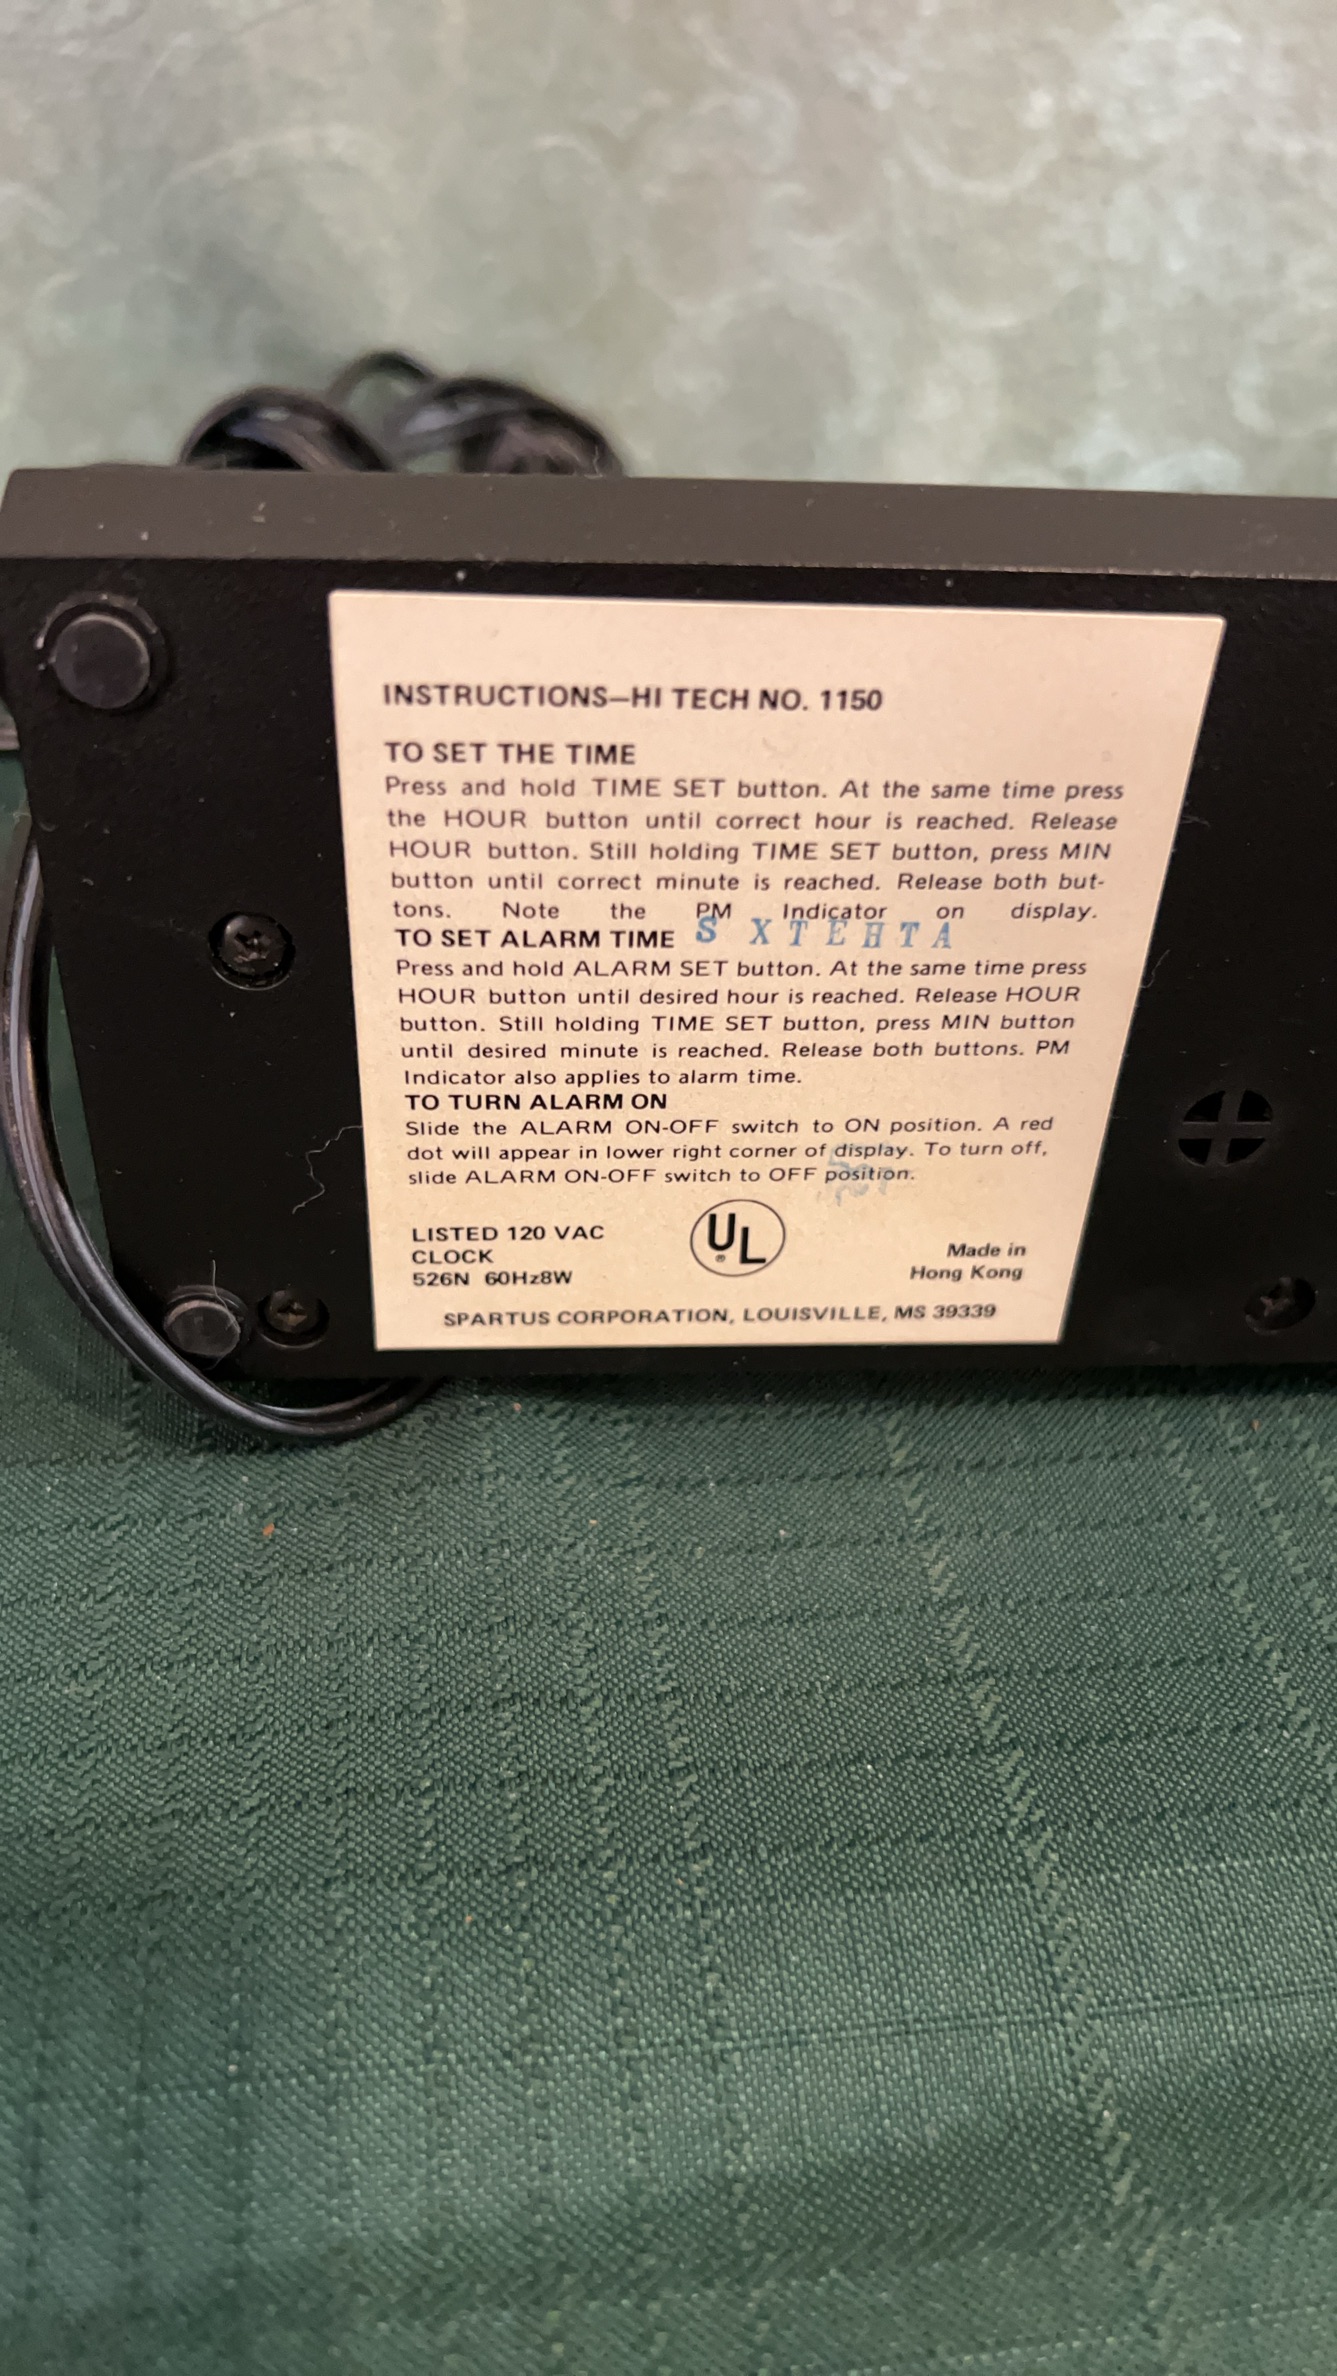 INSTRUCTIONS—HI TECH NO. 1150
TO SET THE TIME
Press and hold TIME SET button. At the same time press
the HOUR button until correct hour is reached. Release
HOUR button. Still holding TIME SET button, press MIN
button until correct minute is reached. Release both but-
tons. Note the PM Indicator on display.
TO SET ALARM TIME S X T E H T A
Press and hold ALARM SET button. At the same time press
HOUR button until desired hour is reached. Release HOUR
button. Still holding TIME SET button, press MIN button
until desired minute is reached. Release both buttons. PM
Indicator also applies to alarm time.
TO TURN ALARM ON
Slide the ALARM ON-OFF switch to ON position. A red
dot will appear in lower right corner of display. To turn off,
slide ALARM ON-OFF switch to OFF position.
LISTED 120 VAC
CLOCK
526N 60Hz8W
UL
®
Made in
Hong Kong
SPARTUS CORPORATION, LOUISVILLE, MS 39339